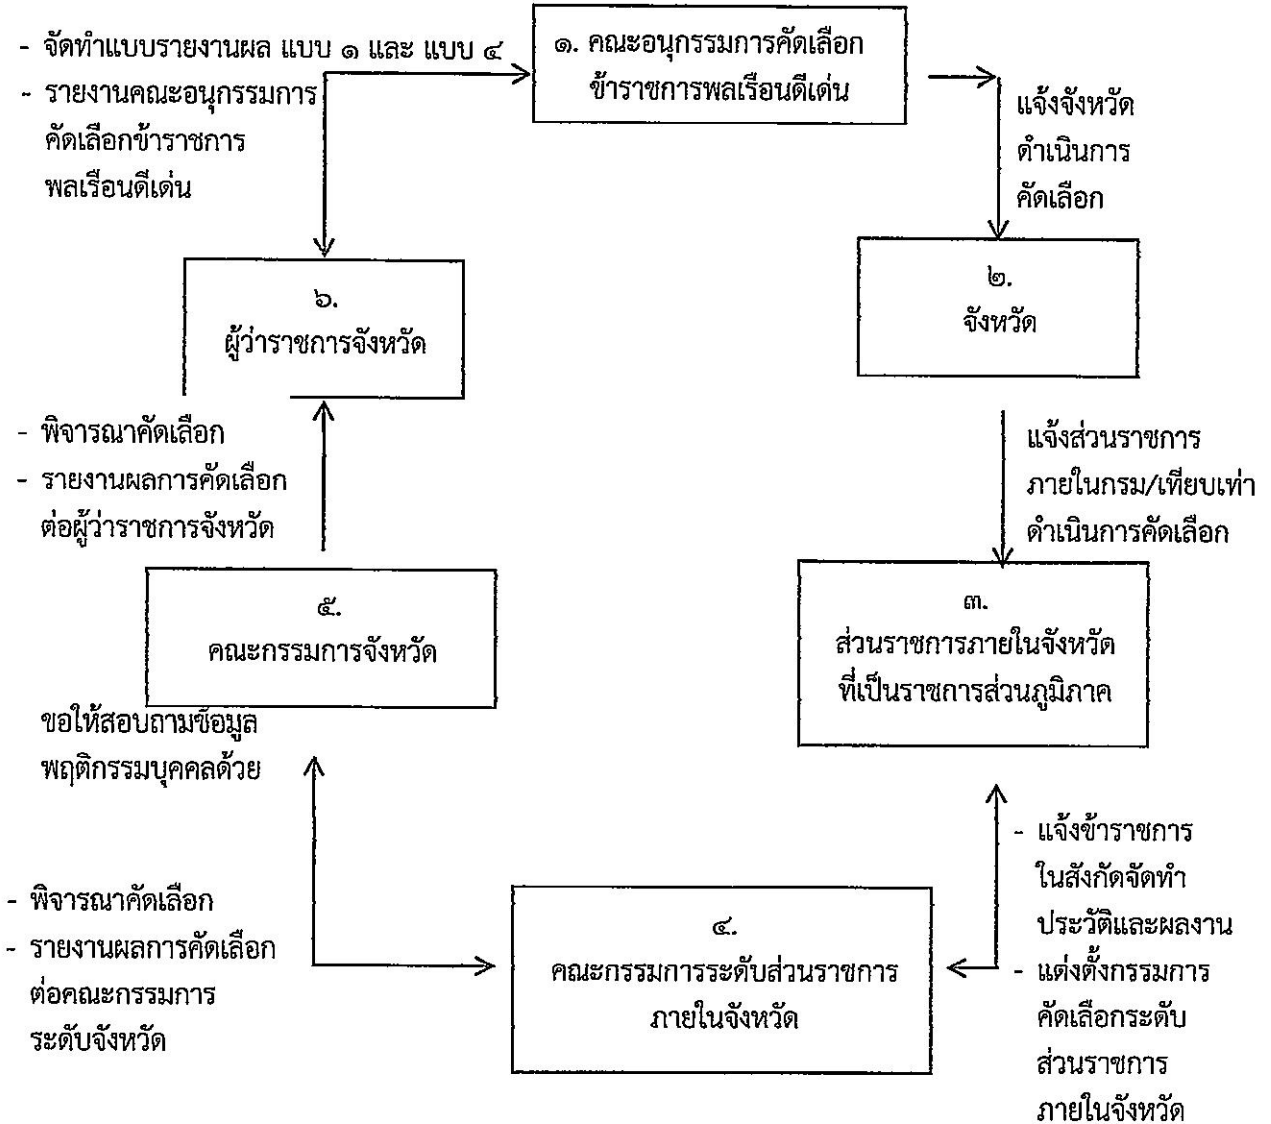 ๑. คณะอนุกรรมการคัดเลือก
ข้าราชการพลเรือนดีเด่น
แจ้งจังหวัด
ดำเนินการ
คัดเลือก
๒.
จังหวัด
แจ้งส่วนราชการ
ภายในกรม/เทียบเท่า
ดำเนินการคัดเลือก
๓.
ส่วนราชการภายในจังหวัด
ที่เป็นราชการส่วนภูมิภาค
- แจ้งข้าราชการ
ในสังกัดจัดทำ
ประวัติและผลงาน
- แต่งตั้งกรรมการ
คัดเลือกระดับ
ส่วนราชการ
ภายในจังหวัด
๔.
คณะกรรมการระดับส่วนราชการ
ภายในจังหวัด
- พิจารณาคัดเลือก
- รายงานผลการคัดเลือก
ต่อคณะกรรมการ
ระดับจังหวัด
ขอให้สอบถามข้อมูล
พฤติกรรมบุคคลด้วย
๕.
คณะกรรมการจังหวัด
- พิจารณาคัดเลือก
- รายงานผลการคัดเลือก
ต่อผู้ว่าราชการจังหวัด
๖.
ผู้ว่าราชการจังหวัด
- จัดทำแบบรายงานผล แบบ ๑ และ แบบ ๔
- รายงานคณะอนุกรรมการ
คัดเลือกข้าราชการ
พลเรือนดีเด่น